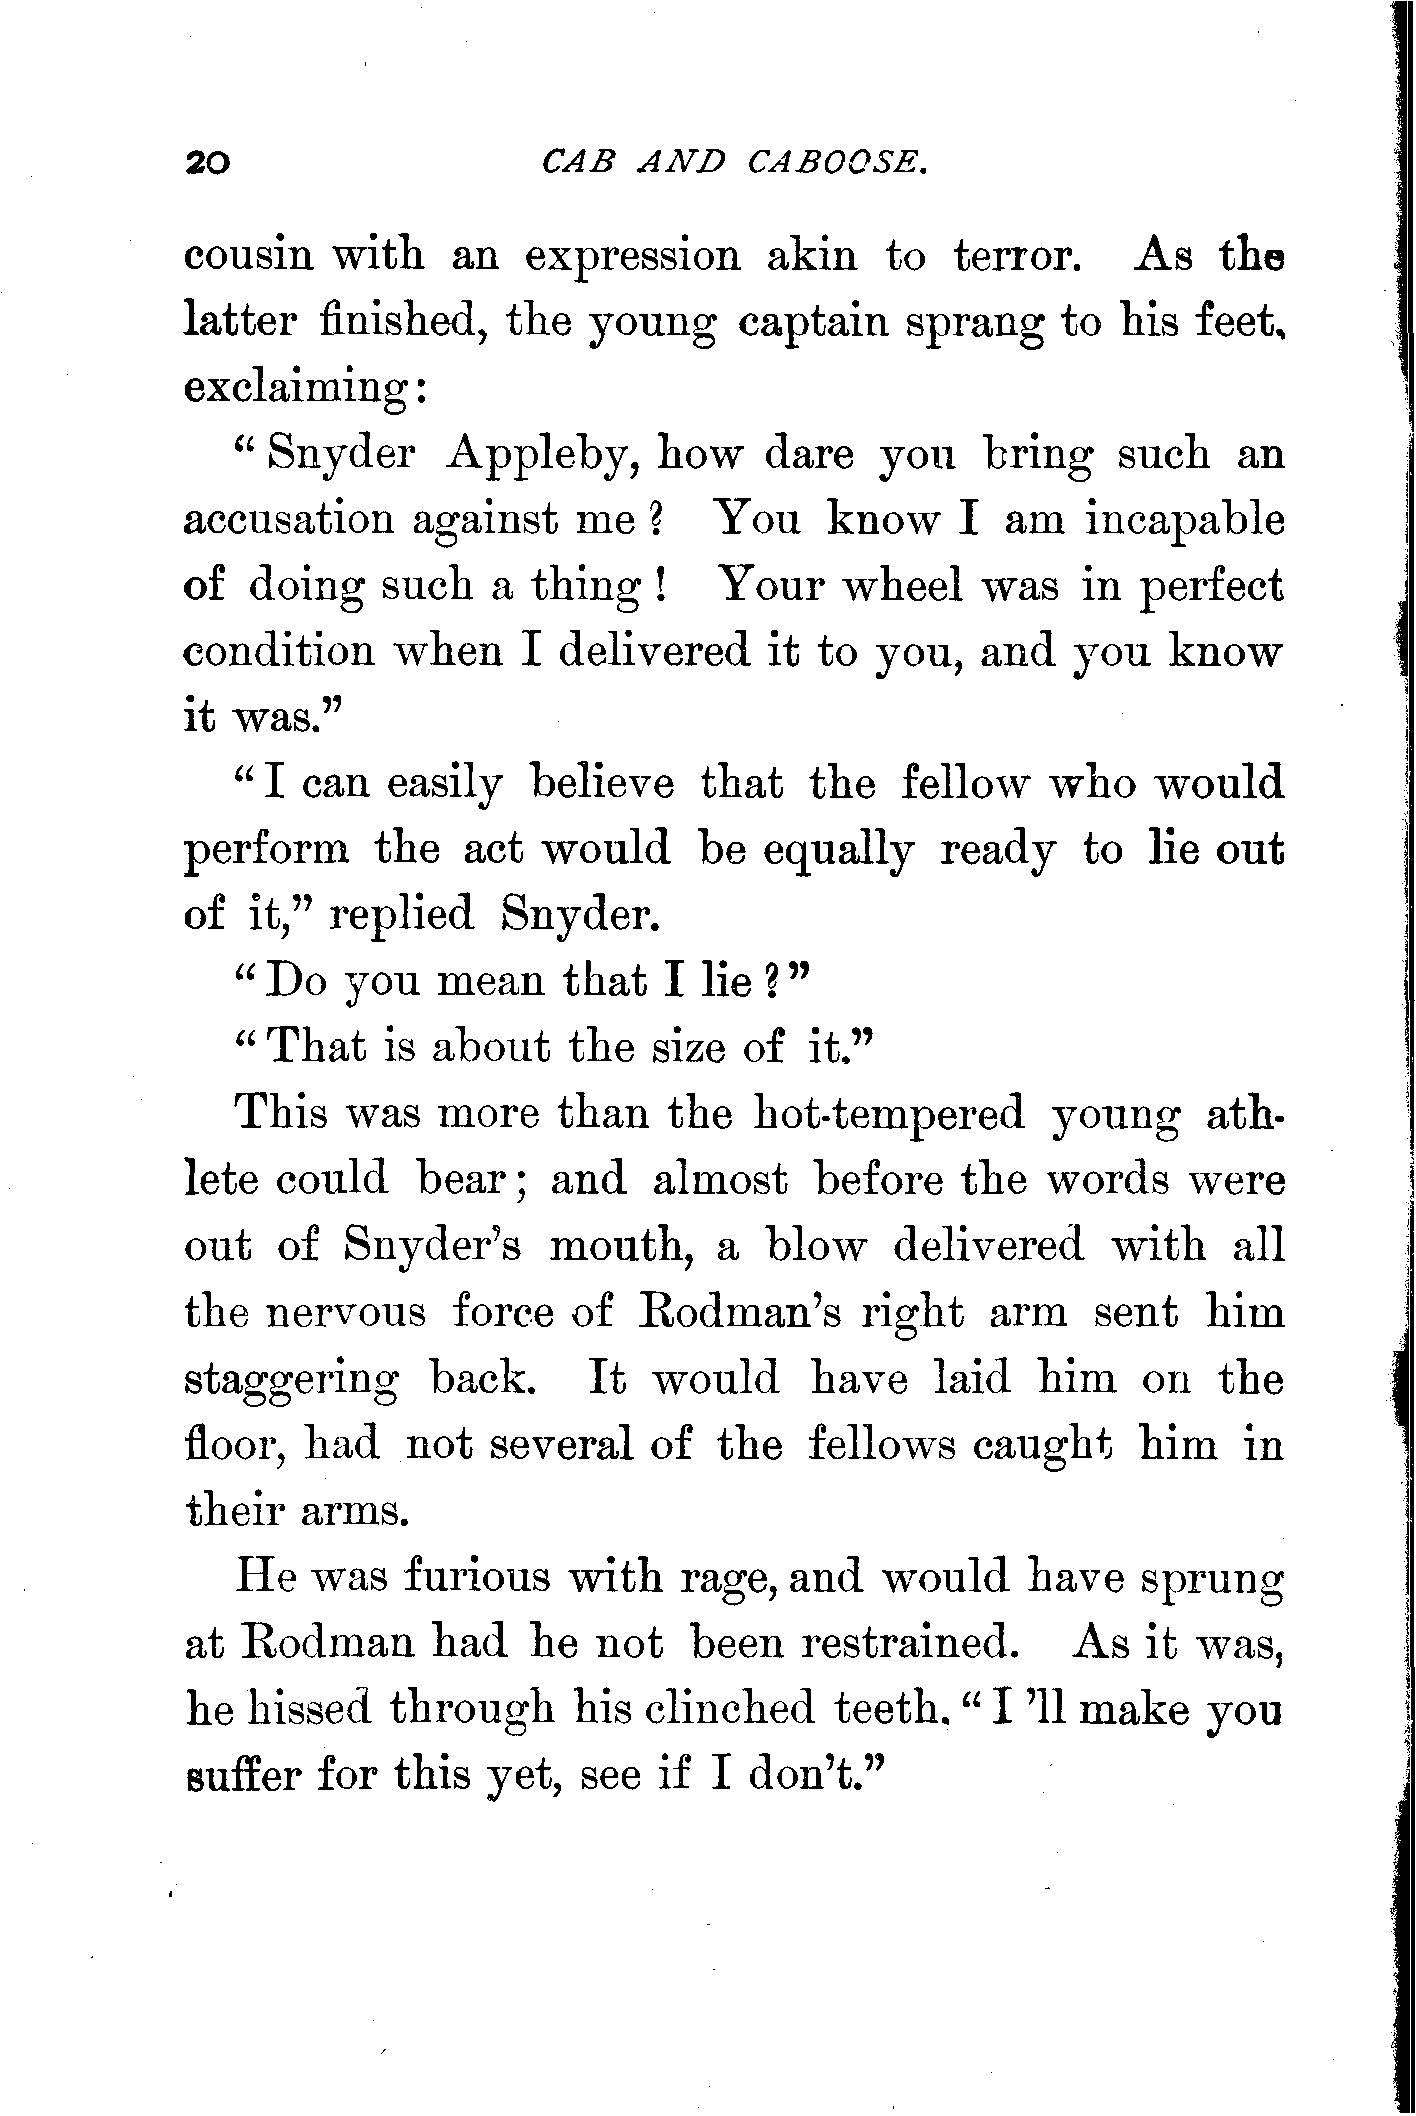 20 CAB AND CABOOSE.
cousin with an expression akin to terror. As the
latter finished, the young captain sprang to his feet,
exclaiming:
“Snyder Appleby, how dare you bring such an
accusation against me? You know I am incapable
of doing such a thing! Your wheel was in perfect
condition when I delivered it to you, and you know
it was.”
“I can easily believe that the fellow who would
perform the act would be equally ready to lie out
of it,” replied Snyder.
“Do you mean that I lie?”
“That is about the size of it.”
This was more than the hot-tempered young ath-
lete could bear; and almost before the words were
out of Snyder’s mouth, a blow delivered with all
the nervous force of Rodman’s right arm sent him
staggering back. It would have laid him on the
floor, had not several of the fellows caught him in
their arms.
He was furious with rage, and would have sprung
at Rodman had he not been restrained. As it was,
he hissed through his clinched teeth. “I ’ll make you
suffer for this yet, see if I don’t.”